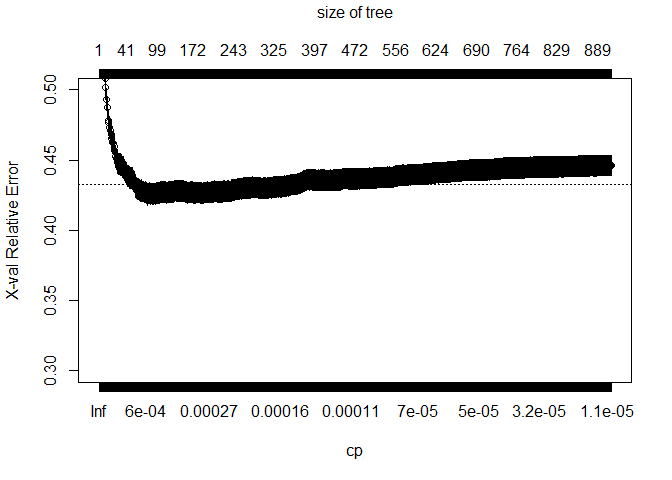 size of tree
1 41 99 172 243 325 397 472 556 624 690 764 829 889
0.50
0.45
0.40
0.35
0.30
X-val Relative Error
Inf 6e-04 0.00027 0.00016 0.00011 7e-05 5e-05 3.2e-05 1.1e-05
cp